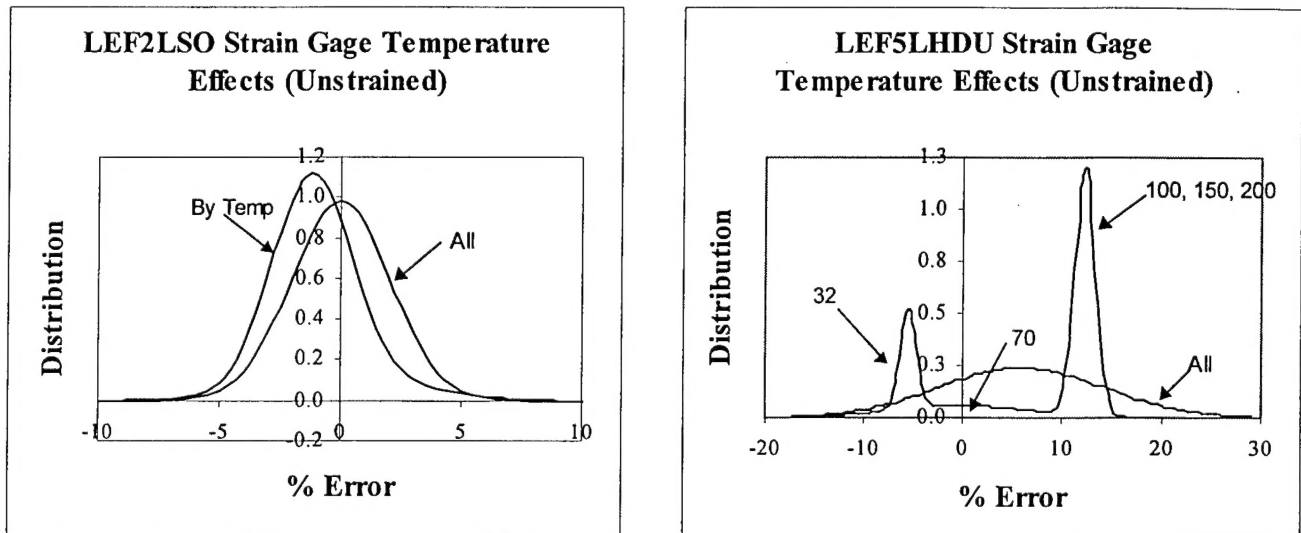 LEF2LSO Strain Gage Temperature
Effects (Unstrained)
Distribution
1.2
1.0
0.8
0.6
0.4
0.2
0.0
-0.2
-10
-5
0
5
10
By Temp
All
% Error
LEF5LHDU Strain Gage
Temperature Effects (Unstrained)
Distribution
1.3
1.0
0.8
0.5
0.3
0.0
-20
-10
0
10
20
30
100, 150, 200
32
70
All
% Error